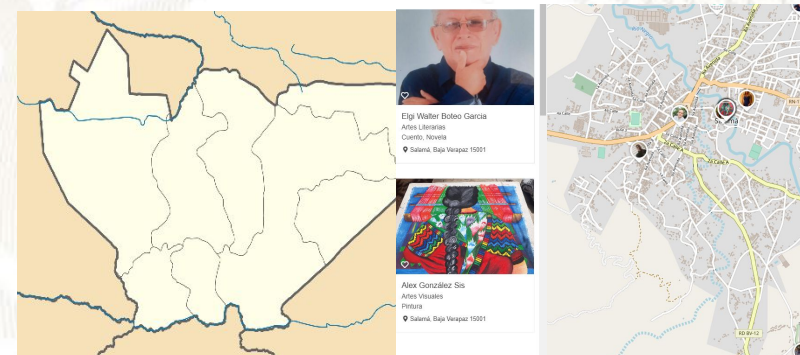 Elgi Walter Boteo Garcia
Artes Literarias
Cuento, Novela
Salamá, Baja Verapaz 15001
Alex González Sis
Artes Visuales
Pintura
Salamá, Baja Verapaz 15001
RD BV-12